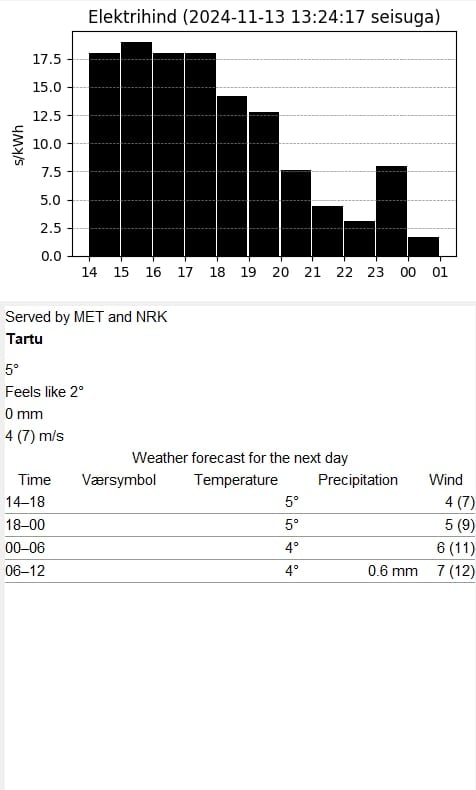 Elektrihind (2024-11-13 13:24:17 seisuga)
17.5
15.0
12.5
10.0
7.5
5.0
2.5
0.0
s/kWh
14 15 16 17 18 19 20 21 22 23 00 01
Served by MET and NRK
Tartu
5°
Feels like 2°
0 mm
4 (7) m/s
Weather forecast for the next day
Time Værsymbol Temperature Precipitation Wind
14–18 5° 4 (7)
18–00 5° 5 (9)
00–06 4° 6 (11)
06–12 4° 0.6 mm 7 (12)